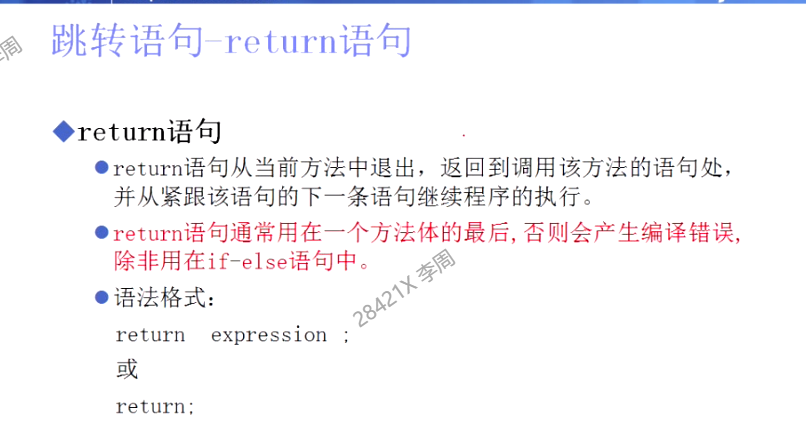 跳转语句-return语句
◆return语句
●return语句从当前方法中退出，返回到调用该方法的语句处，
并从紧跟该语句的下一条语句继续程序的执行。
●return语句通常用在一个方法体的最后,否则会产生编译错误,
除非用在if-else语句中。
28421X 李周
●语法格式：
return expression ;
或
return;